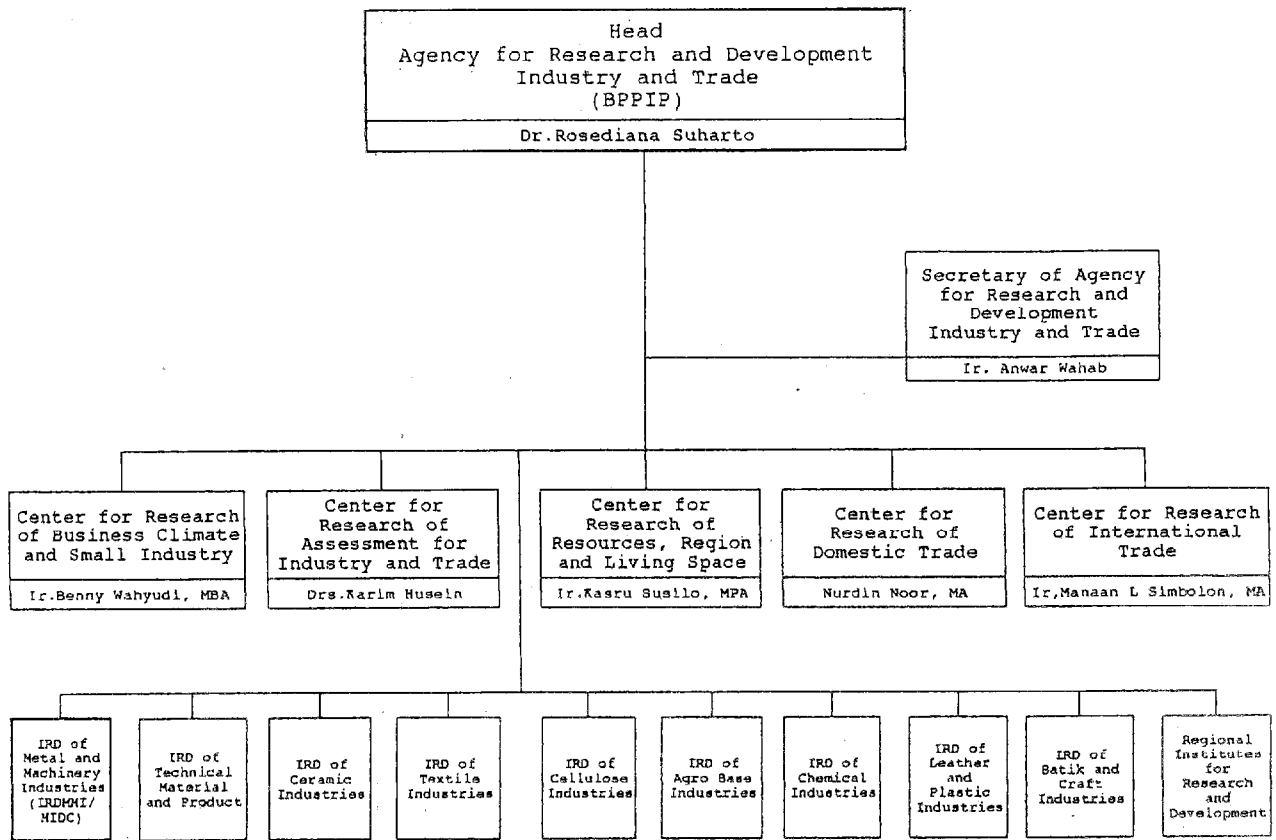 Head
Agency for Research and Development
Industry and Trade
(BPPIP)
Dr.Rosediana Suharto
Secretary of Agency
for Research and
Development
Industry and Trade
Ir. Anwar Wahab
Center for Research
of Business Climate
and Small Industry
Ir.Benny Wahyudi, MBA
Center for
Research of
Assessment for
Industry and Trade
Drs.Karim Husein
Center for
Research of
Resources, Region
and Living Space
Ir.Kasru Susilo, MPA
Center for
Research of
Domestic Trade
Nurdin Noor, MA
Center for Research
of International
Trade
Ir,Manaan L Simbolon, MA
IRD of
Metal and
Machinery
Industries
(IRDMMI/
MIDC)
IRD of
Technical
Material
and Product
IRD of
Ceramic
Industries
IRD of
Textile
Industries
IRD of
Cellulose
Industries
IRD of
Agro Base
Industries
IRD of
Chemical
Industries
IRD of
Leather
and
Plastic
Industries
IRD of
Batik and
Craft
Industries
Regional
Institutes
for
Research
and
Development